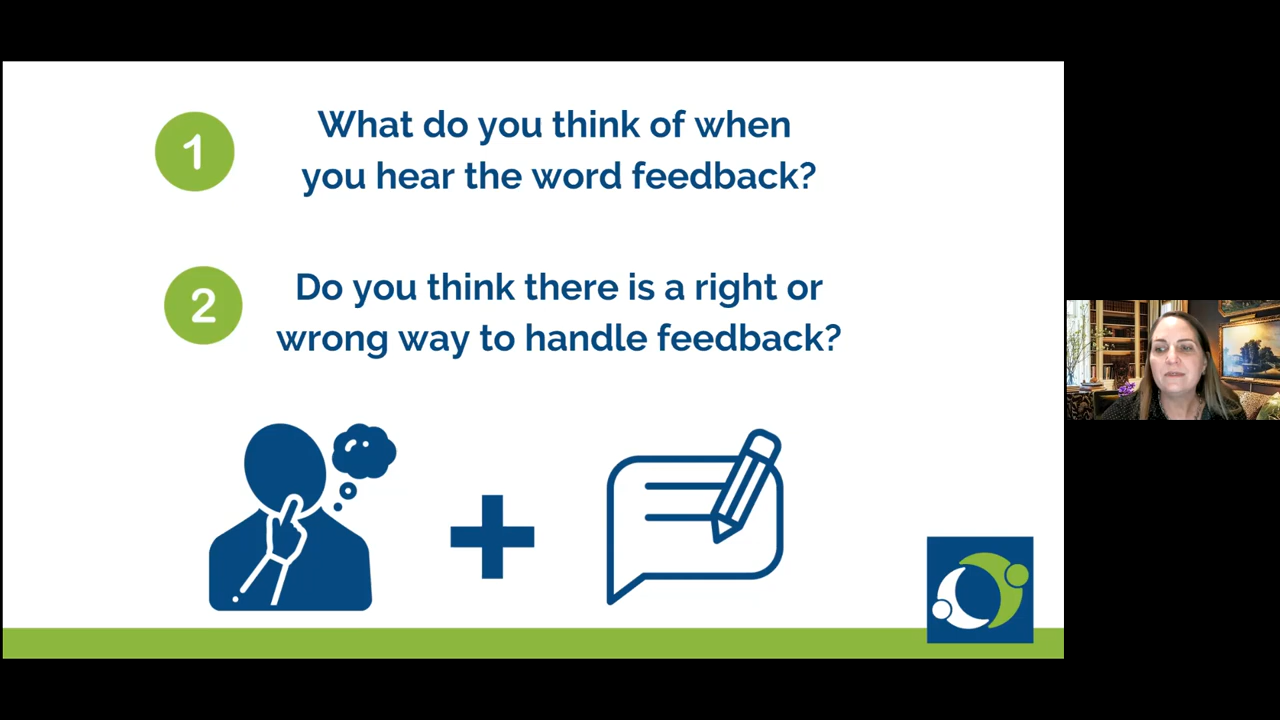 1
What do you think of when
you hear the word feedback?
2
Do you think there is a right or
wrong way to handle feedback?